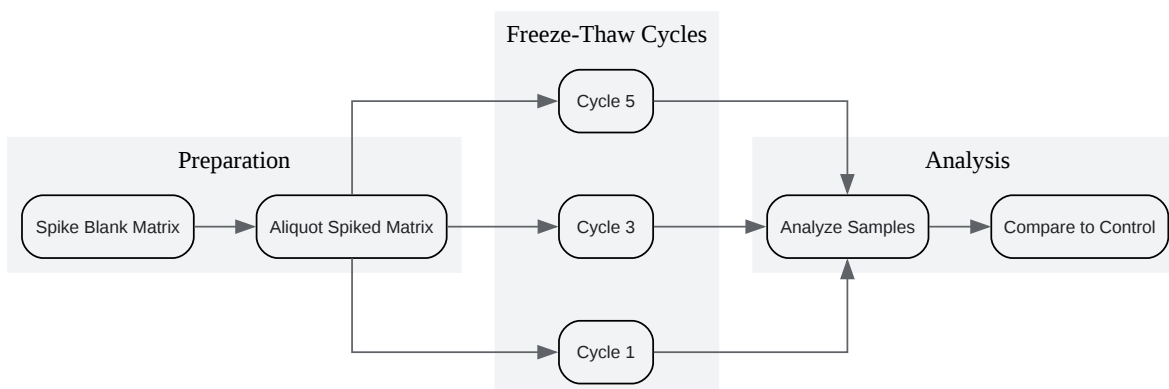 Freeze-Thaw Cycles
Cycle 5
Preparation
Analysis
Spike Blank Matrix
Aliquot Spiked Matrix
Cycle 3
Analyze Samples
Compare to Control
Cycle 1